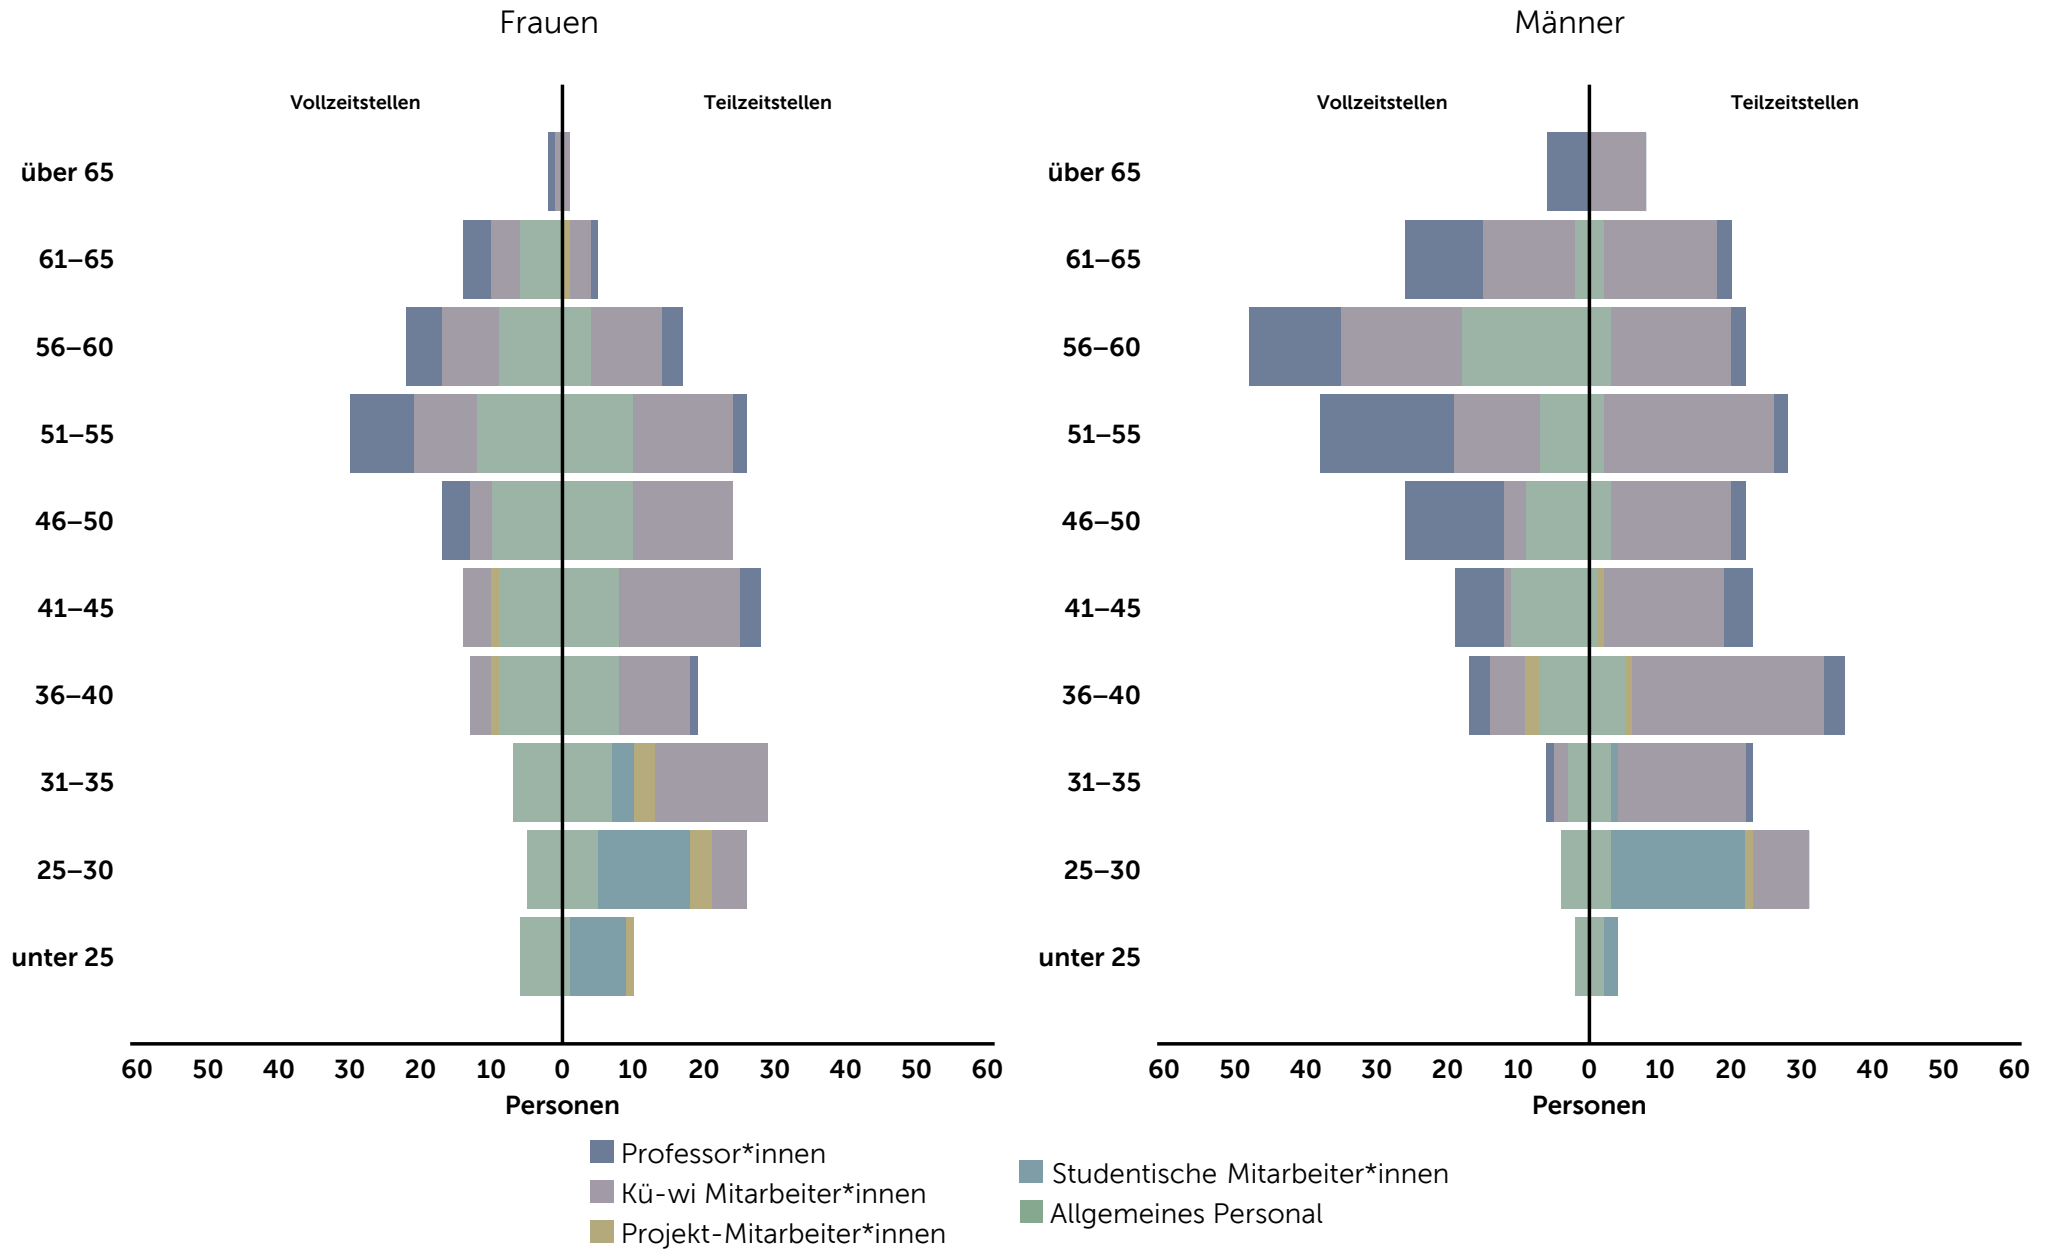 Frauen
Männer
Vollzeitstellen Teilzeitstellen
Vollzeitstellen Teilzeitstellen
über 65
61–65
56–60
51–55
46–50
41–45
36–40
31–35
25–30
unter 25
60 50 40 30 20 10 0 10 20 30 40 50 60
Personen
über 65
61–65
56–60
51–55
46–50
41–45
36–40
31–35
25–30
unter 25
60 50 40 30 20 10 0 10 20 30 40 50 60
Personen
Professor*innen
Kü-wi Mitarbeiter*innen
Projekt-Mitarbeiter*innen
Studentische Mitarbeiter*innen
Allgemeines Personal